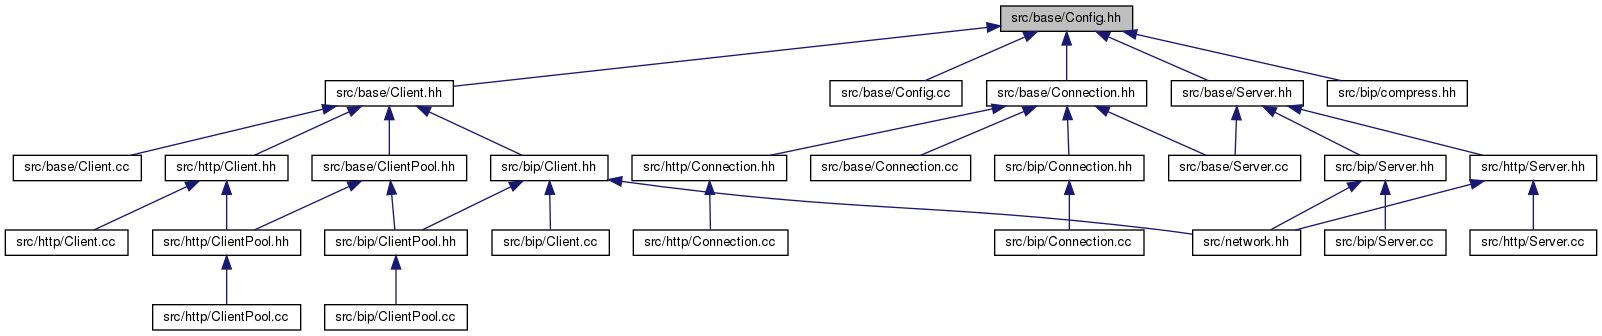 src/base/Config.hh
src/base/Client.hh
src/base/Config.cc
src/base/Connection.hh
src/base/Server.hh
src/bip/compress.hh
src/base/Client.cc
src/http/Client.hh
src/base/ClientPool.hh
src/bip/Client.hh
src/http/Connection.hh
src/base/Connection.cc
src/bip/Connection.hh
src/base/Server.cc
src/bip/Server.hh
src/http/Server.hh
src/http/Client.cc
src/http/ClientPool.hh
src/bip/ClientPool.hh
src/bip/Client.cc
src/http/Connection.cc
src/bip/Connection.cc
src/network.hh
src/bip/Server.cc
src/http/Server.cc
src/http/ClientPool.cc
src/bip/ClientPool.cc